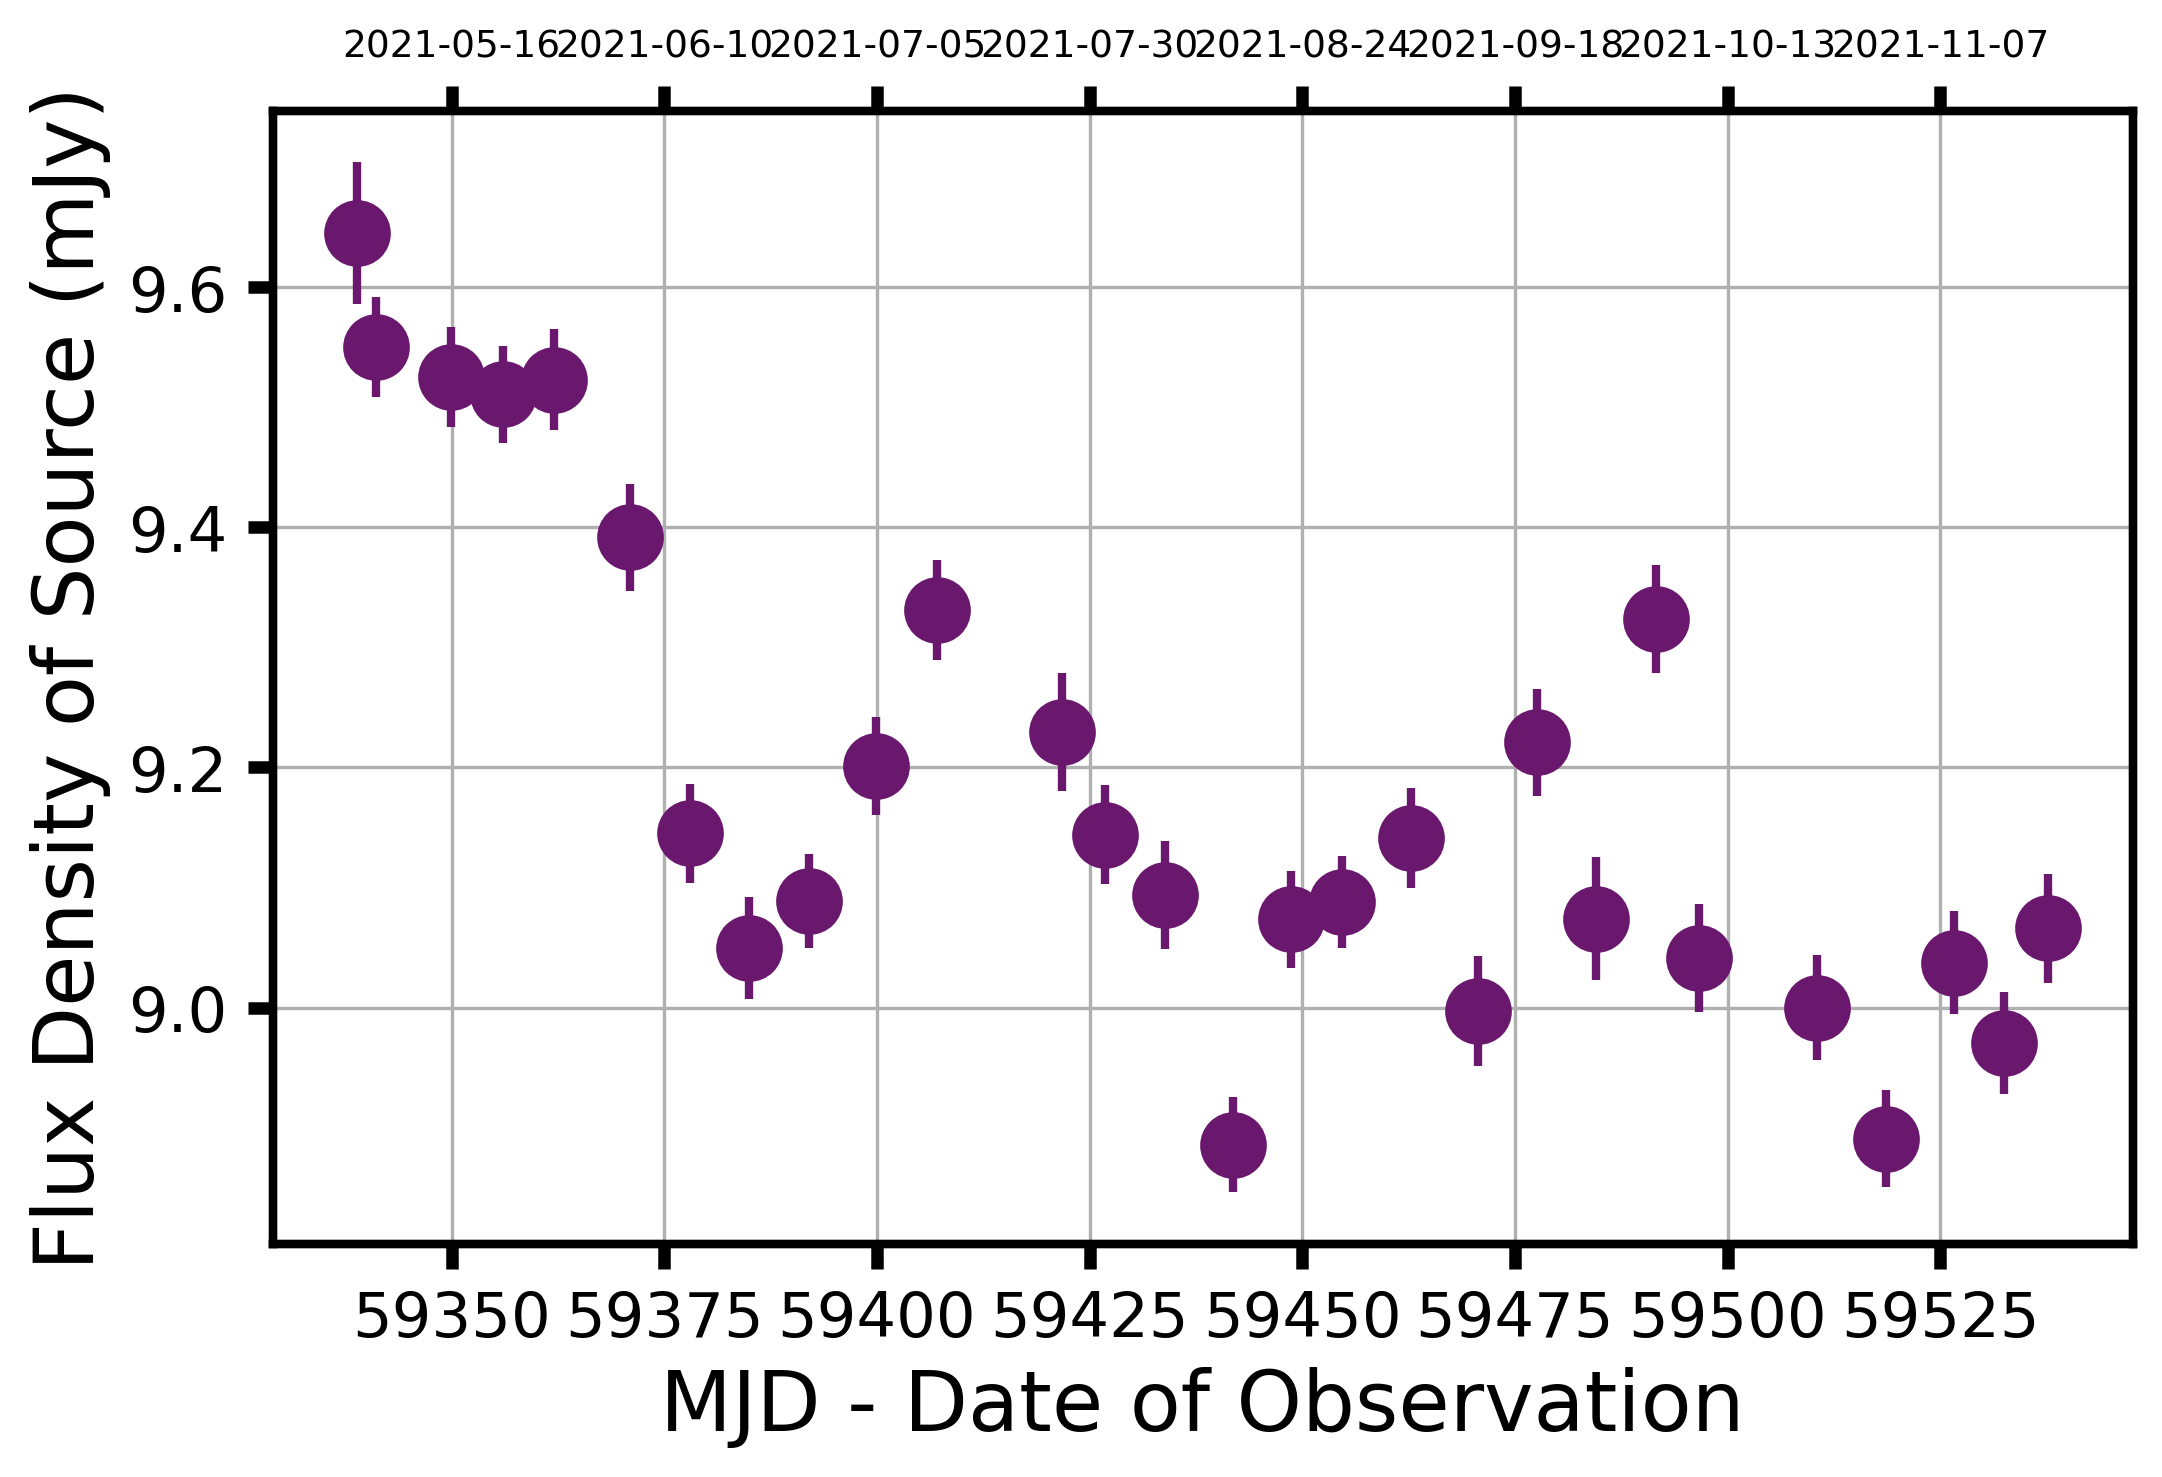 2021-05-16 2021-06-10 2021-07-05 2021-07-30 2021-08-24 2021-09-18 2021-10-13 2021-11-07
Flux Density of Source (mJy)
9.6
9.4
9.2
9.0
59350 59375 59400 59425 59450 59475 59500 59525
MJD - Date of Observation